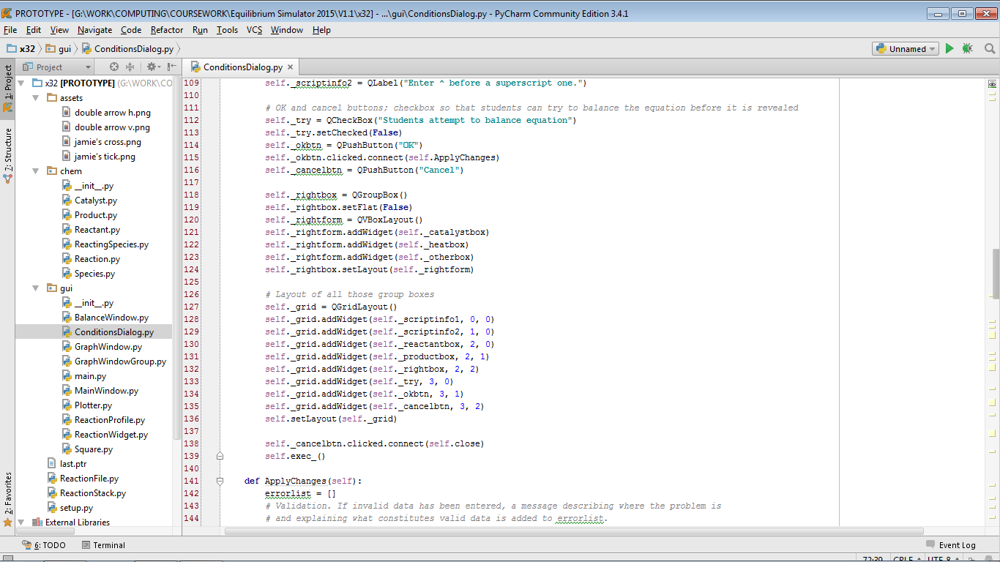 PROTOTYPE - [G:\WORK\COMPUTING\COURSEWORK\Equilibrium Simulator 2015\V1.1\x32] - ...\gui\ConditionsDialog.py - PyCharm Community Edition 3.4.1
File Edit View Navigate Code Refactor Run Tools VCS Window Help
x32 gui ConditionsDialog.py Unnamed
1: Project
7: Structure
2: Favorites
Project
x32 [PROTOTYPE] (G:\WORK\CO
assets
double arrow h.png
double arrow v.png
jamie's cross.png
jamie's tick.png
chem
__init__.py
Catalyst.py
Product.py
Reactant.py
ReactingSpecies.py
Reaction.py
Species.py
gui
__init__.py
BalanceWindow.py
ConditionsDialog.py
GraphWindow.py
GraphWindowGroup.py
main.py
MainWindow.py
Plotter.py
ReactionProfile.py
ReactionWidget.py
Square.py
last.ptr
ReactionFile.py
ReactionStack.py
setup.py
External Libraries
ConditionsDialog.py
109 self._scriptinfo2 = QLabel("Enter ^ before a superscript one.")
110
111 # OK and cancel buttons; checkbox so that students can try to balance the equation before it is revealed
112 self._try = QCheckBox("Students attempt to balance equation")
113 self._try.setChecked(False)
114 self._okbtn = QPushButton("OK")
115 self._okbtn.clicked.connect(self.ApplyChanges)
116 self._cancelbtn = QPushButton("Cancel")
117
118 self._rightbox = QGroupBox()
119 self._rightbox.setFlat(False)
120 self._rightform = QVBoxLayout()
121 self._rightform.addWidget(self._catalystbox)
122 self._rightform.addWidget(self._heatbox)
123 self._rightform.addWidget(self._otherbox)
124 self._rightbox.setLayout(self._rightform)
125
126 # Layout of all those group boxes
127 self._grid = QGridLayout()
128 self._grid.addWidget(self._scriptinfo1, 0, 0)
129 self._grid.addWidget(self._scriptinfo2, 1, 0)
130 self._grid.addWidget(self._reactantbox, 2, 0)
131 self._grid.addWidget(self._productbox, 2, 1)
132 self._grid.addWidget(self._rightbox, 2, 2)
133 self._grid.addWidget(self._try, 3, 0)
134 self._grid.addWidget(self._okbtn, 3, 1)
135 self._grid.addWidget(self._cancelbtn, 3, 2)
136 self.setLayout(self._grid)
137
138 self._cancelbtn.clicked.connect(self.close)
139 self.exec_()
140
141 def ApplyChanges(self):
142 errorlist = []
143 # Validation. If invalid data has been entered, a message describing where the problem is
144 # and explaining what constitutes valid data is added to errorlist.
6: TODO Terminal Event Log
72:39 CRLF UTF-8